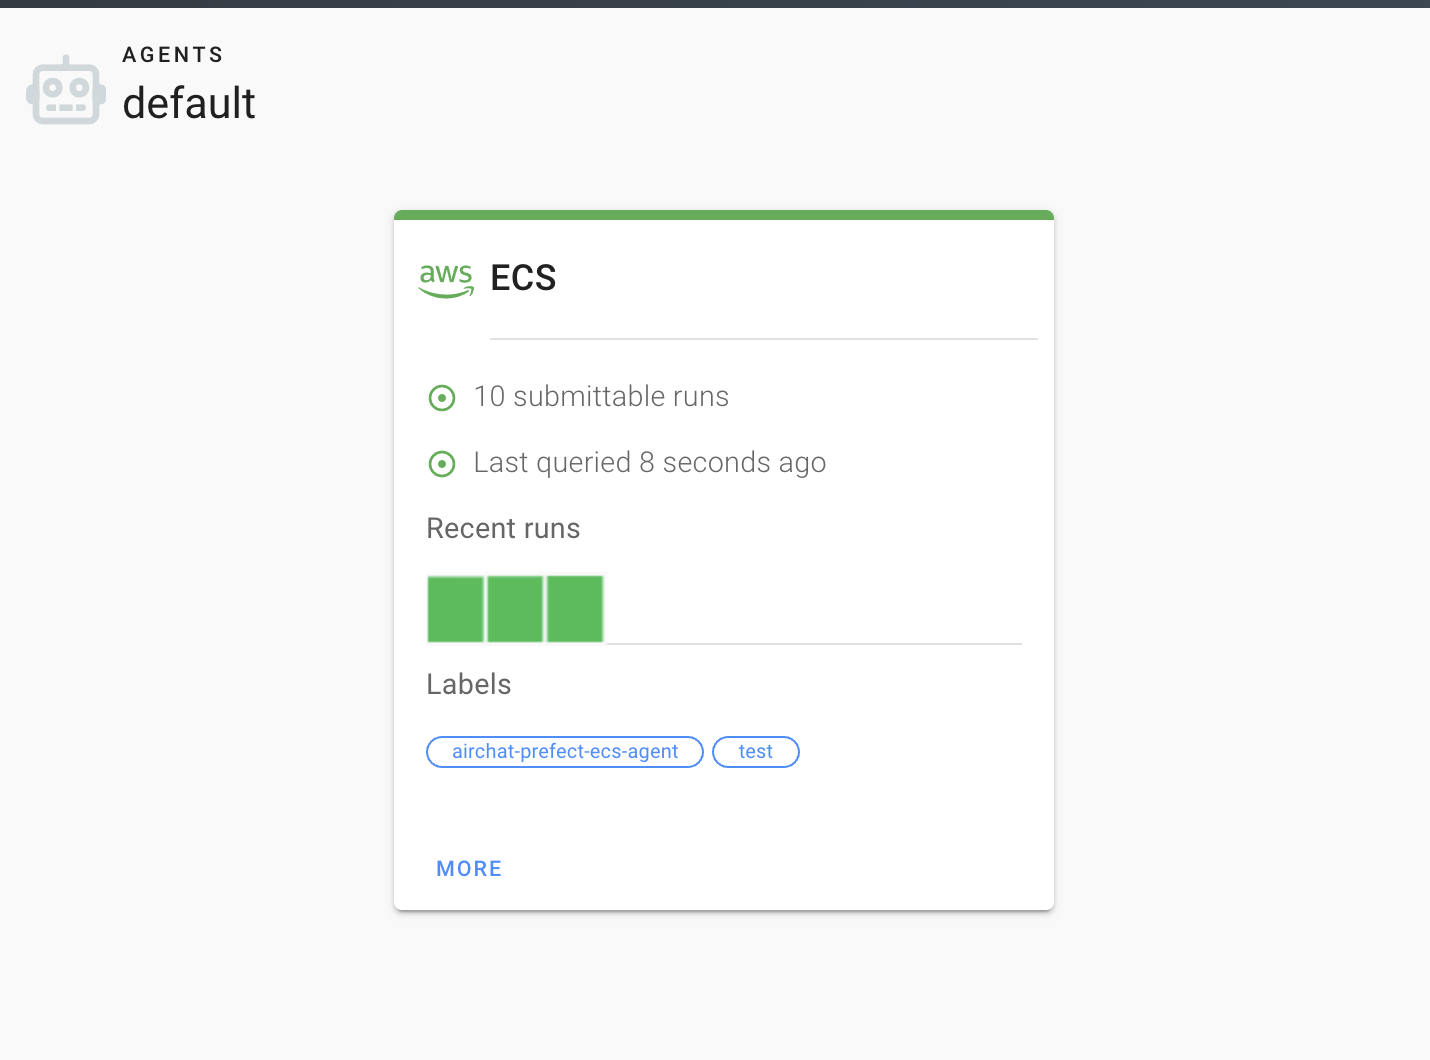 AGENTS
default
aws ECS
10 submittable runs
Last queried 8 seconds ago
Recent runs
Labels
airchat-prefect-ecs-agent test
MORE